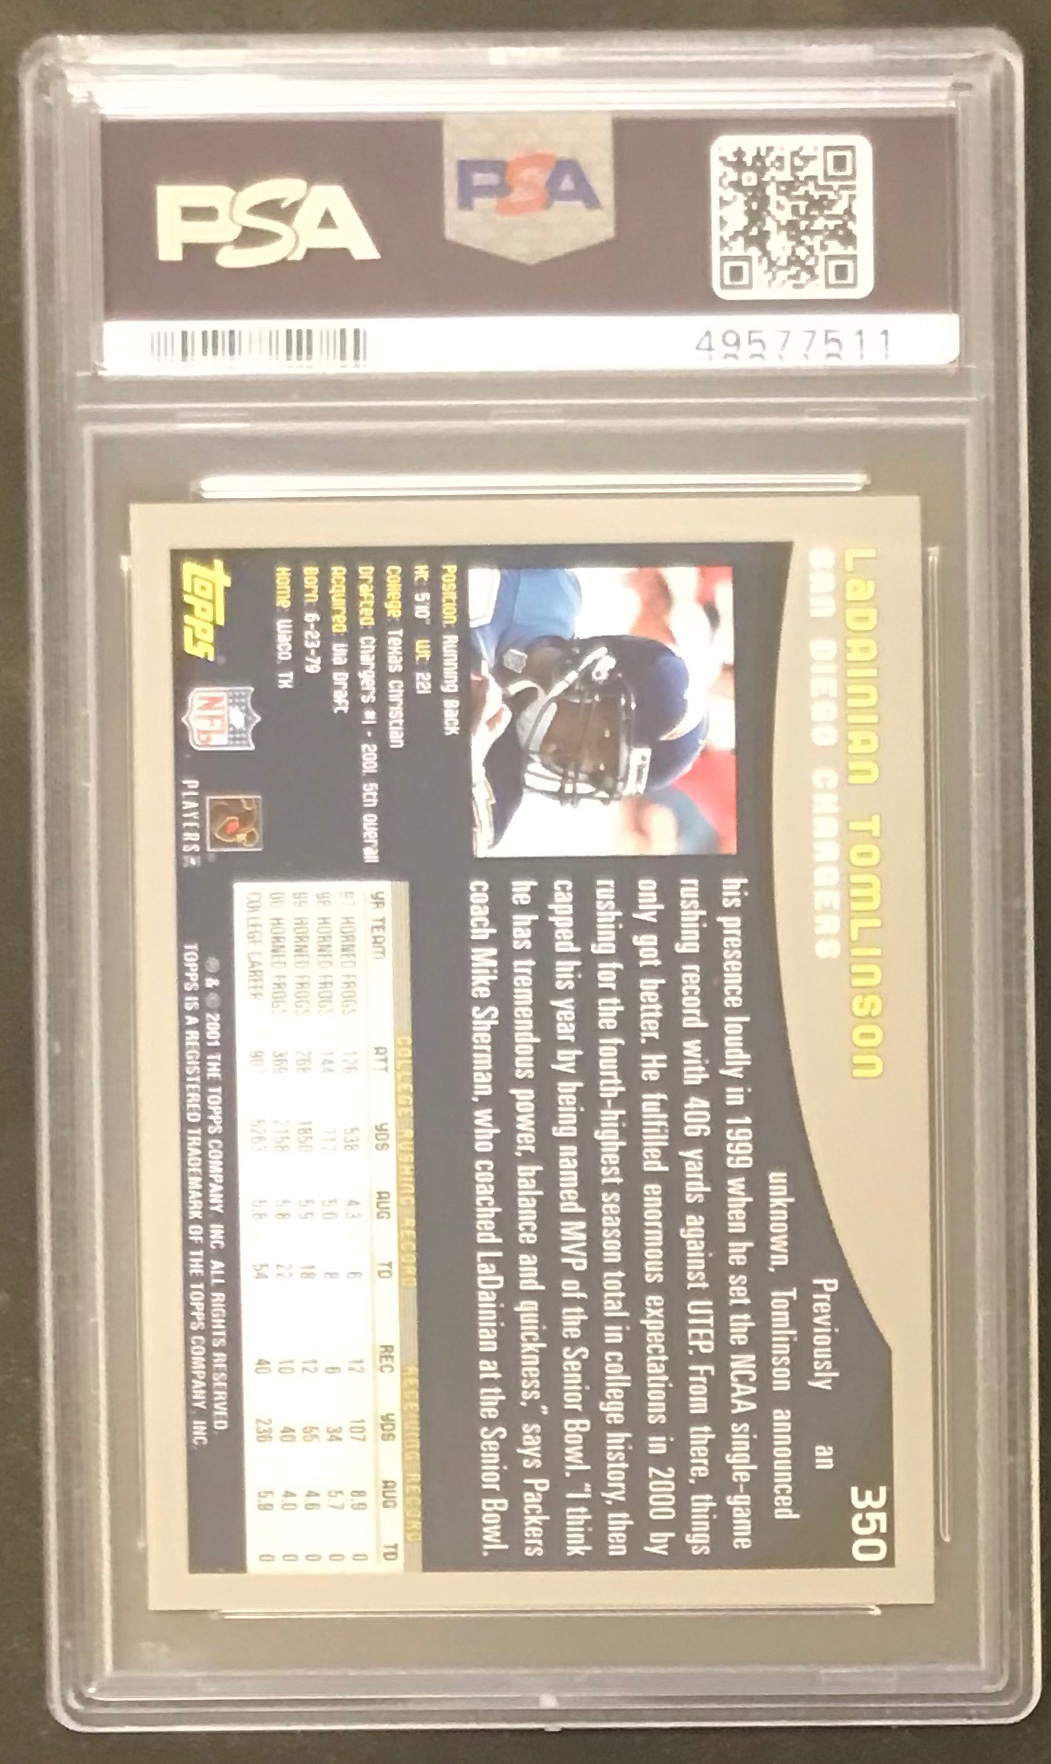 PSA
PSA
49577511
LaDAINIAN TOMLINSON
SAN DIEGO CHARGERS
350
Previously an
unknown, Tomlinson announced
his presence loudly in 1999 when he set the NCAA single-game
rushing record with 406 yards against UTEP. From there, things
only got better. He fulfilled enormous expectations in 2000 by
rushing for the fourth-highest season total in college history, then
capped his year by being named MVP of the Senior Bowl. "I think
he has tremendous power, balance and quickness," says Packers
coach Mike Sherman, who coached LaDainian at the Senior Bowl.
Position: Running Back
Ht: 5'10" Wt: 221
College: Texas Christian
Drafted: Chargers #1 - 2001, 5th overall
Acquired: Via Draft
Born: 6-23-79
Home: Waco, TX
COLLEGE RUSHING RECORD RECEIVING RECORD
YR TEAM ATT YDS AVG TD REC YDS AVG TD
97 HORNED FROGS 126 538 4.3 6 12 107 8.9 0
98 HORNED FROGS 144 717 5.0 8 6 34 5.7 0
99 HORNED FROGS 268 1850 5.9 18 12 55 4.6 0
00 HORNED FROGS 369 2158 5.8 22 10 40 4.0 0
COLLEGE CAREER 907 5263 5.8 54 40 236 5.9 0
Topps
NFL
PLAYERS
® & © 2001 THE TOPPS COMPANY, INC. ALL RIGHTS RESERVED.
TOPPS IS A REGISTERED TRADEMARK OF THE TOPPS COMPANY, INC.